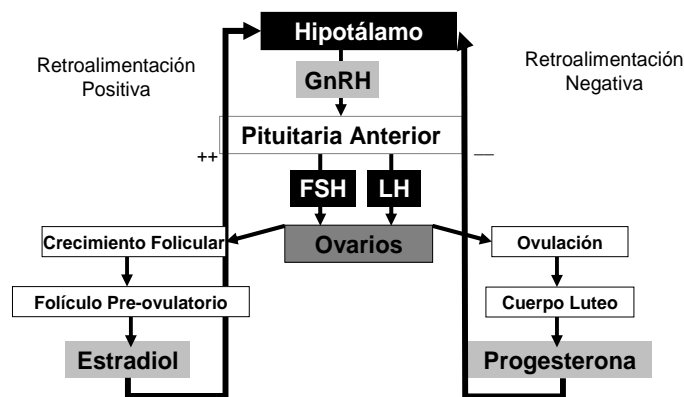 Hipotálamo
Retroalimentación
Positiva
Retroalimentación
Negativa
GnRH
Pituitaria Anterior
++
—
FSH
LH
Crecimiento Folicular
Ovarios
Ovulación
Folículo Pre-ovulatorio
Cuerpo Luteo
Estradiol
Progesterona